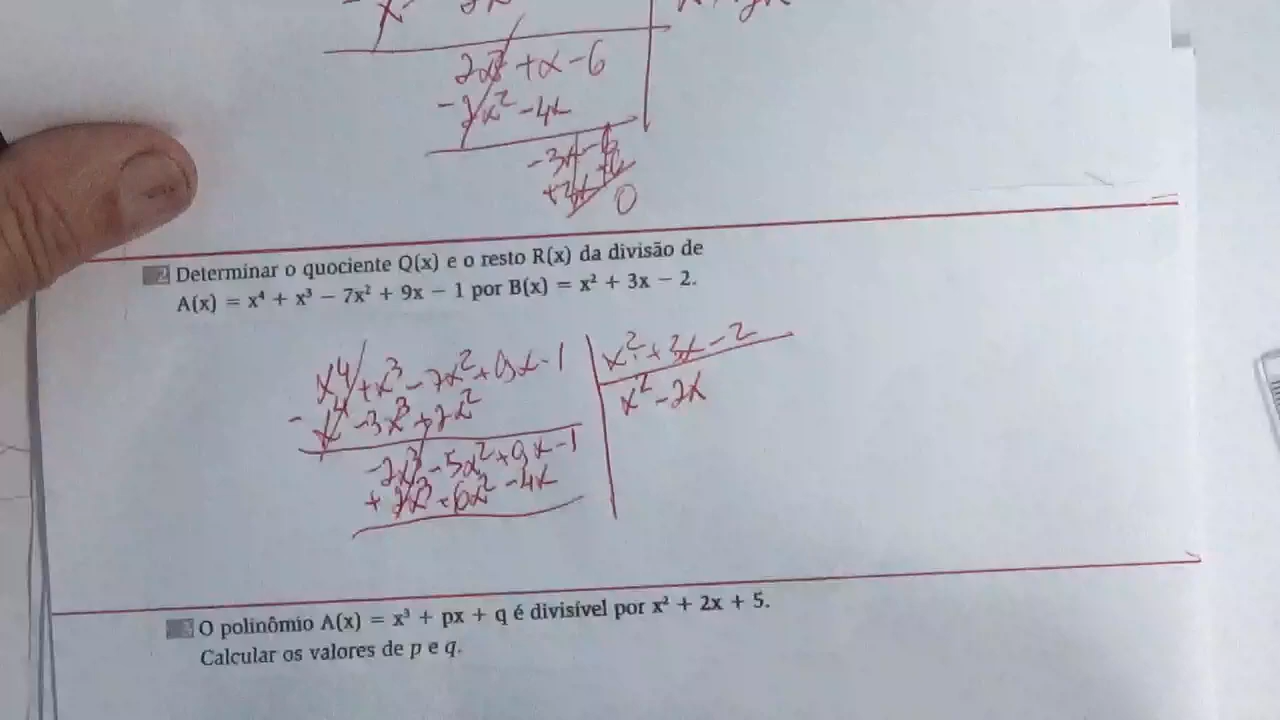 2x² + x - 6
- 2x² - 4x
- 3x - 6
+ 3x + 6
0
2 Determinar o quociente Q(x) e o resto R(x) da divisão de
A(x) = x⁴ + x³ − 7x² + 9x − 1 por B(x) = x² + 3x − 2.
x⁴ + x³ - 7x² + 9x - 1 x² + 3x - 2
- x⁴ - 3x³ + 2x² x² - 2x
- 2x³ - 5x² + 9x - 1
+ 2x³ + 6x² - 4x
3 O polinômio A(x) = x³ + px + q é divisível por x² + 2x + 5.
Calcular os valores de p e q.